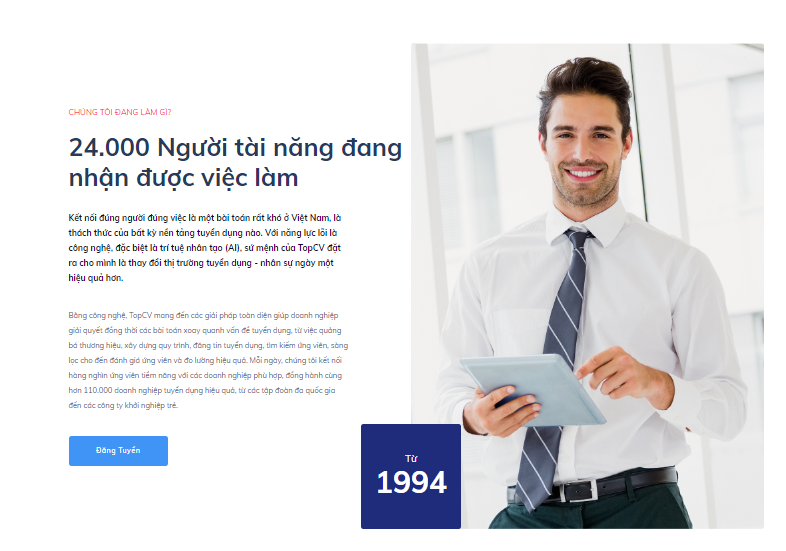 CHÚNG TÔI ĐANG LÀM GÌ?
24.000 Người tài năng đang
nhận được việc làm
Kết nối đúng người đúng việc là một bài toán rất khó ở Việt Nam, là
thách thức của bất kỳ nền tảng tuyển dụng nào. Với năng lực lõi là
công nghệ, đặc biệt là trí tuệ nhân tạo (AI), sứ mệnh của TopCV đặt
ra cho mình là thay đổi thị trường tuyển dụng - nhân sự ngày một
hiệu quả hơn.
Bằng công nghệ, TopCV mang đến các giải pháp toàn diện giúp doanh nghiệp
giải quyết đồng thời các bài toán xoay quanh vấn đề tuyển dụng, từ việc quảng
bá thương hiệu, xây dựng quy trình, đăng tin tuyển dụng, tìm kiếm ứng viên, sàng
lọc cho đến đánh giá ứng viên và đo lường hiệu quả. Mỗi ngày, chúng tôi kết nối
hàng nghìn ứng viên tiềm năng với các doanh nghiệp phù hợp, đồng hành cùng
hơn 110.000 doanh nghiệp tuyển dụng hiệu quả, từ các tập đoàn đa quốc gia
đến các công ty khởi nghiệp trẻ.
Đăng Tuyển
Từ
1994